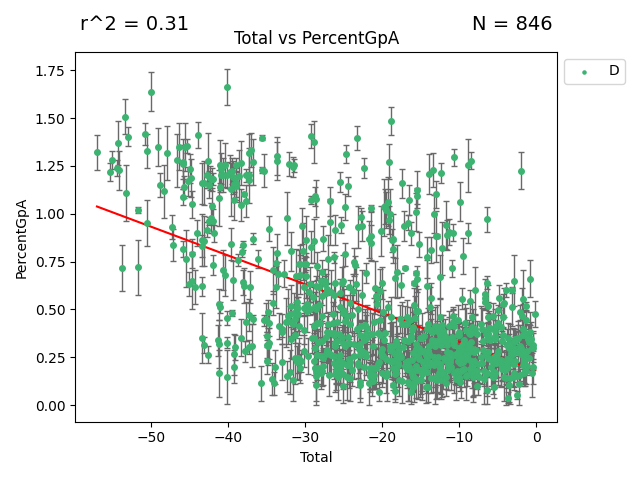 r^2 = 0.31
N = 846
Total vs PercentGpA
D
1.75
1.50
1.25
1.00
0.75
0.50
0.25
0.00
PercentGpA
−50
−40
−30
−20
−10
0
Total